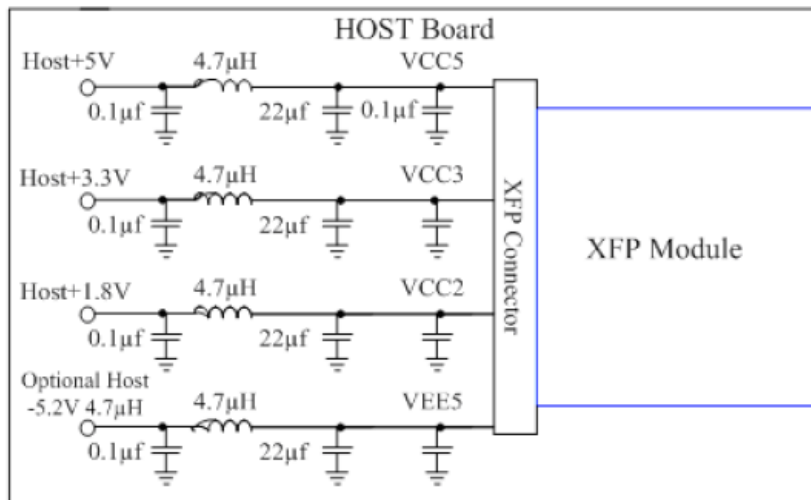 HOST Board
Host+5V 4.7μH VCC5
0.1μf 22μf 0.1μf
Host+3.3V 4.7μH VCC3
0.1μf 22μf
XFP Connector
XFP Module
Host+1.8V 4.7μH VCC2
0.1μf 22μf
Optional Host
-5.2V 4.7μH 4.7μH VEE5
0.1μf 22μf